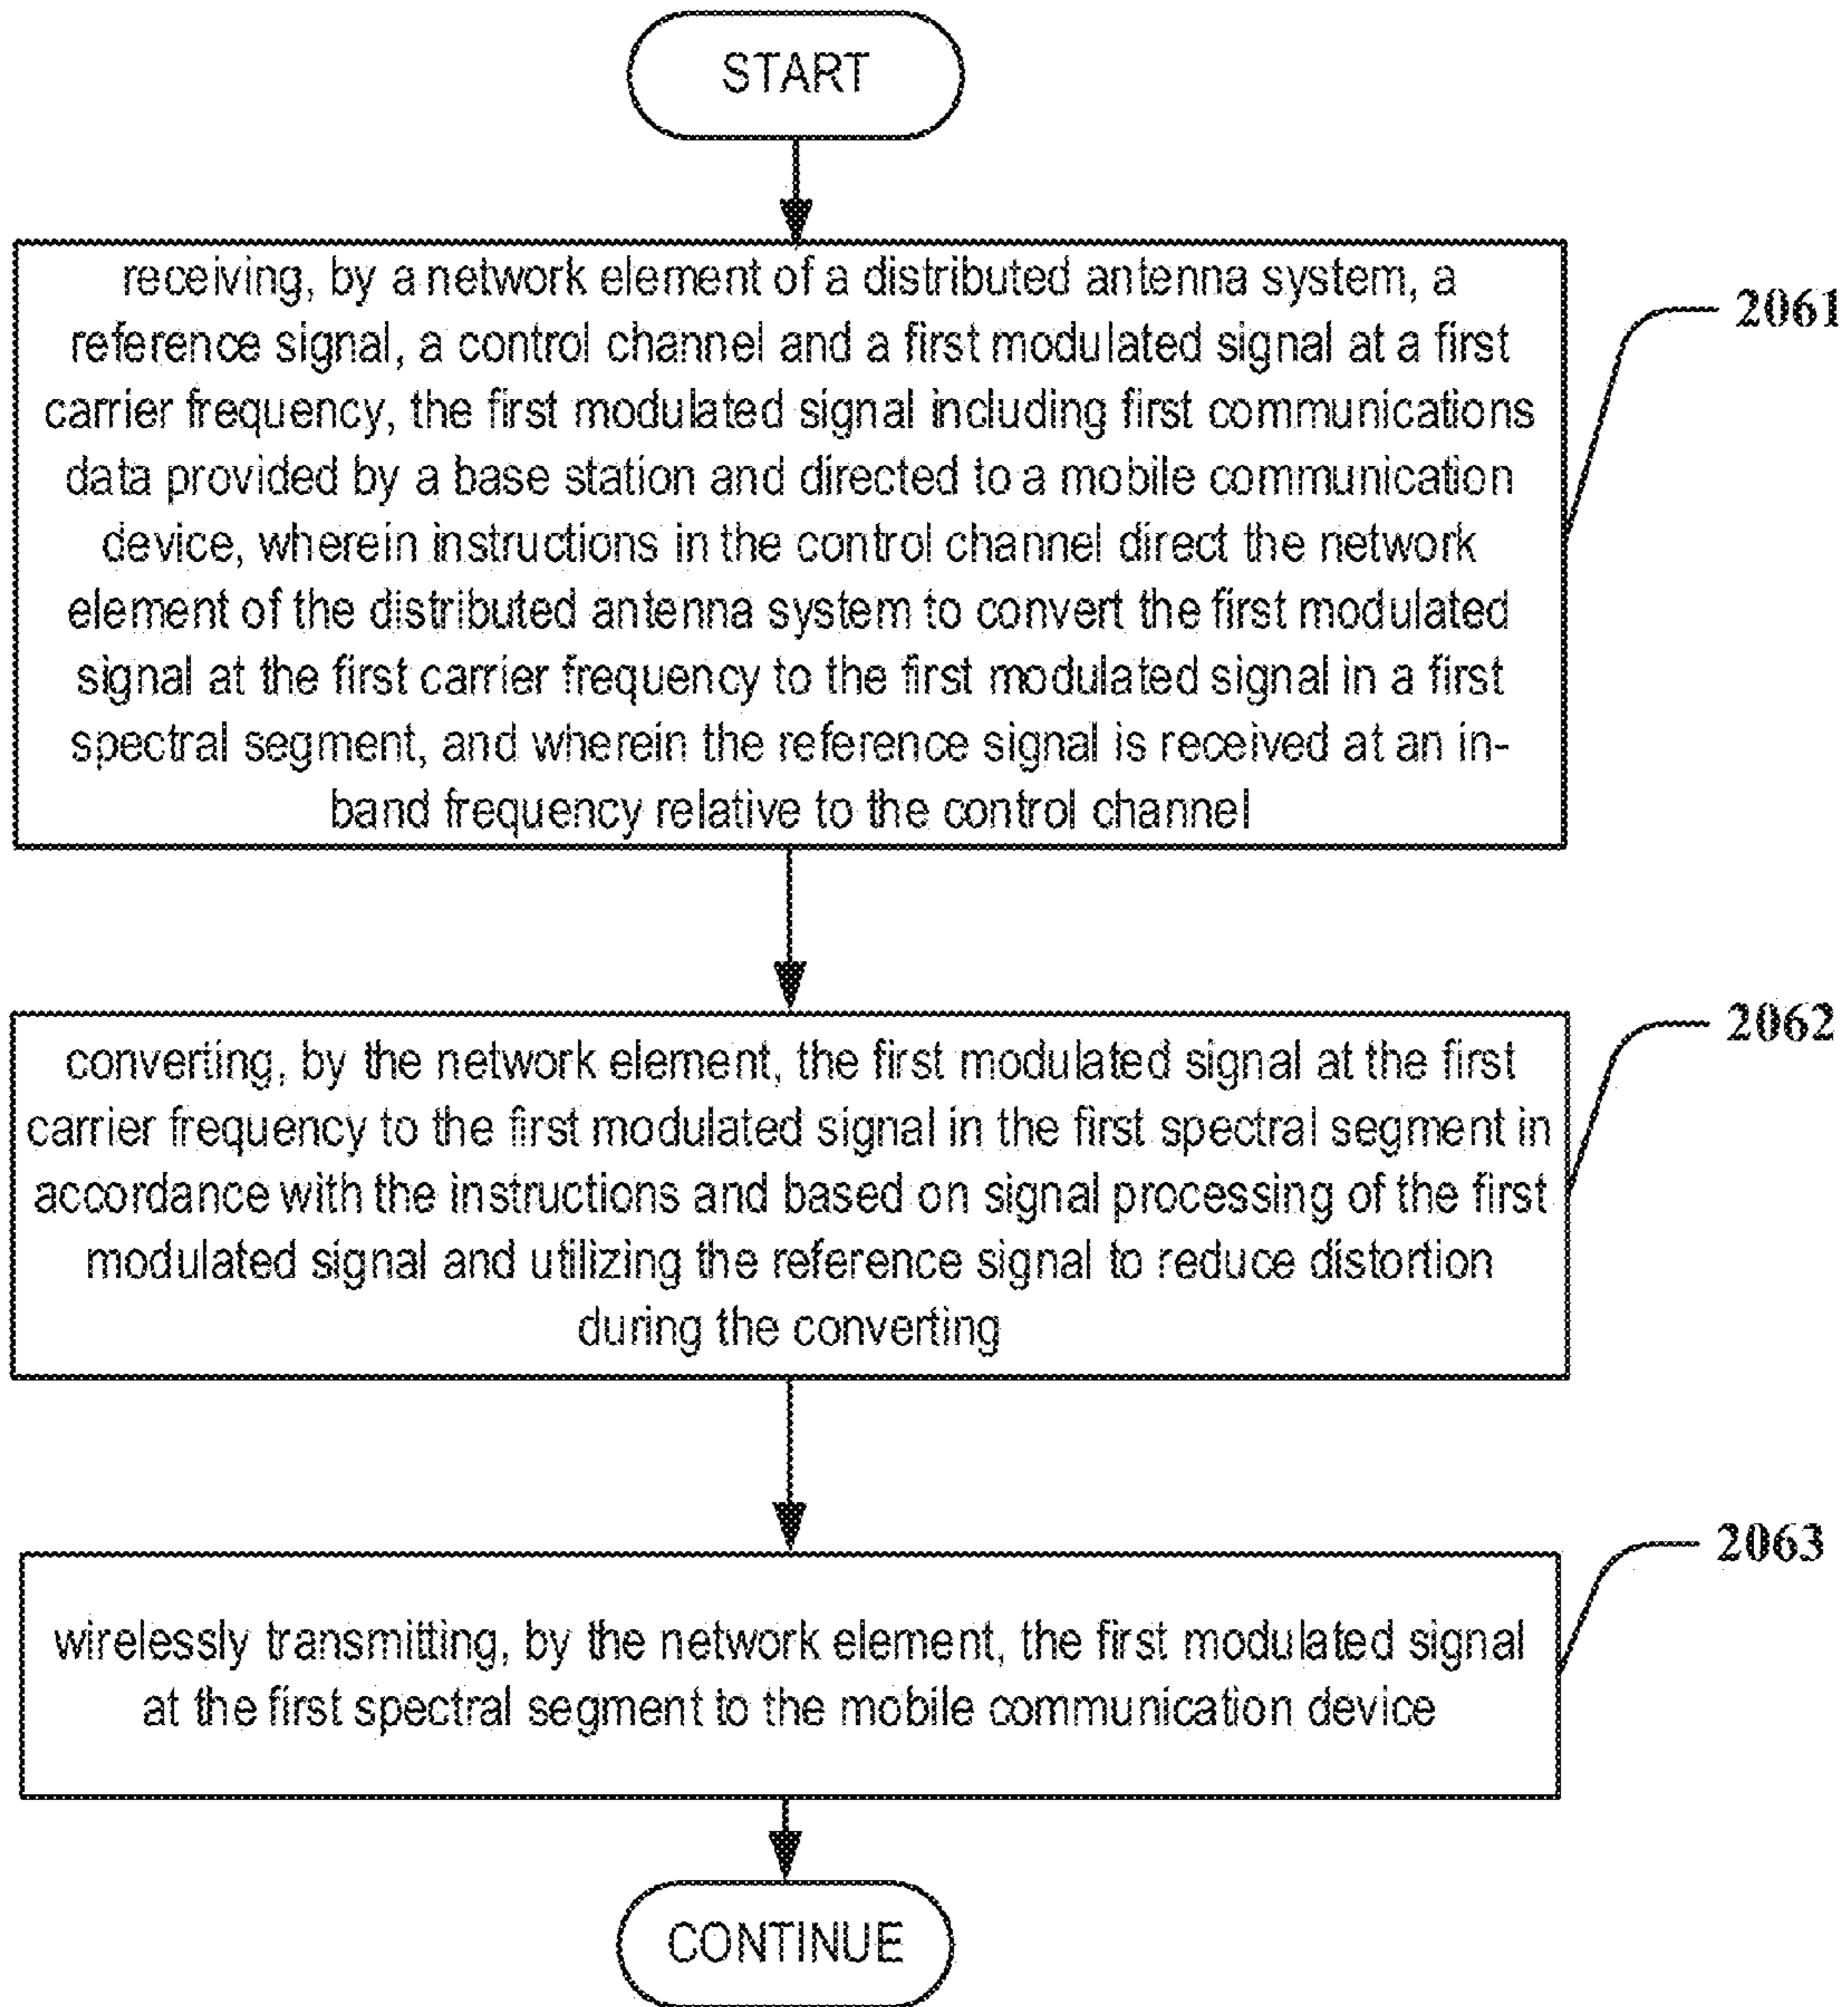 START
receiving, by a network element of a distributed antenna system, a
reference signal, a control channel and a first modulated signal at a first
carrier frequency, the first modulated signal including first communications
data provided by a base station and directed to a mobile communication
device, wherein instructions in the control channel direct the network
element of the distributed antenna system to convert the first modulated
signal at the first carrier frequency to the first modulated signal in a first
spectral segment, and wherein the reference signal is received at an in-
band frequency relative to the control channel
2061
converting, by the network element, the first modulated signal at the first
carrier frequency to the first modulated signal in the first spectral segment in
accordance with the instructions and based on signal processing of the first
modulated signal and utilizing the reference signal to reduce distortion
during the converting
2062
wirelessly transmitting, by the network element, the first modulated signal
at the first spectral segment to the mobile communication device
2063
CONTINUE